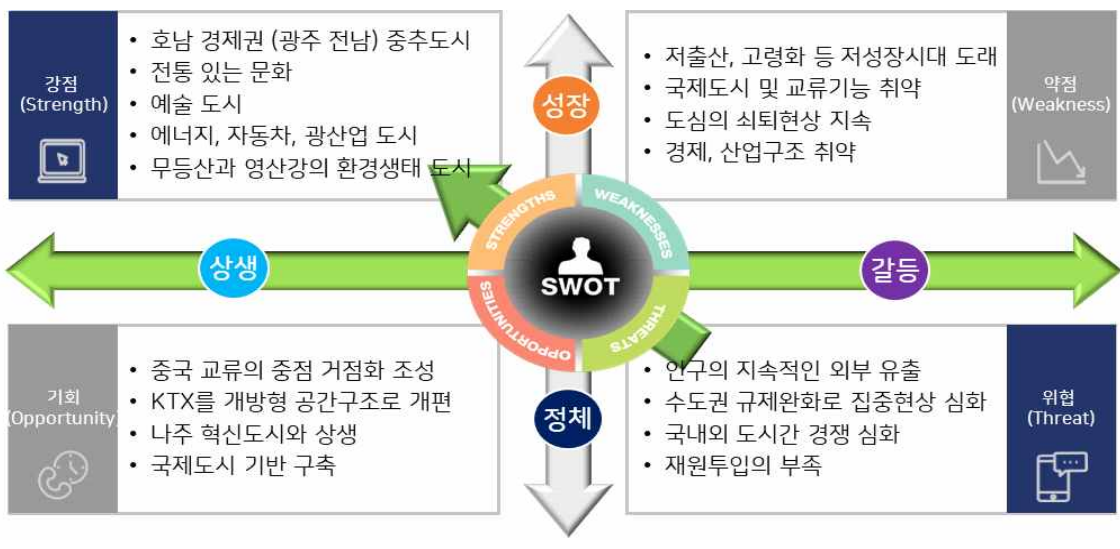 강점
(Strength)
• 호남 경제권 (광주 전남) 중추도시
• 전통 있는 문화
• 예술 도시
• 에너지, 자동차, 광산업 도시
• 무등산과 영산강의 환경생태 도시
성장
• 저출산, 고령화 등 저성장시대 도래
• 국제도시 및 교류기능 취약
• 도심의 쇠퇴현상 지속
• 경제, 산업구조 취약
약점
(Weakness)
상생
STRENGTHS
WEAKNESSES
SWOT
OPPORTUNITIES
THREATS
갈등
기회
(Opportunity)
• 중국 교류의 중점 거점화 조성
• KTX를 개방형 공간구조로 개편
• 나주 혁신도시와 상생
• 국제도시 기반 구축
정체
• 인구의 지속적인 외부 유출
• 수도권 규제완화로 집중현상 심화
• 국내외 도시간 경쟁 심화
• 재원투입의 부족
위협
(Threat)